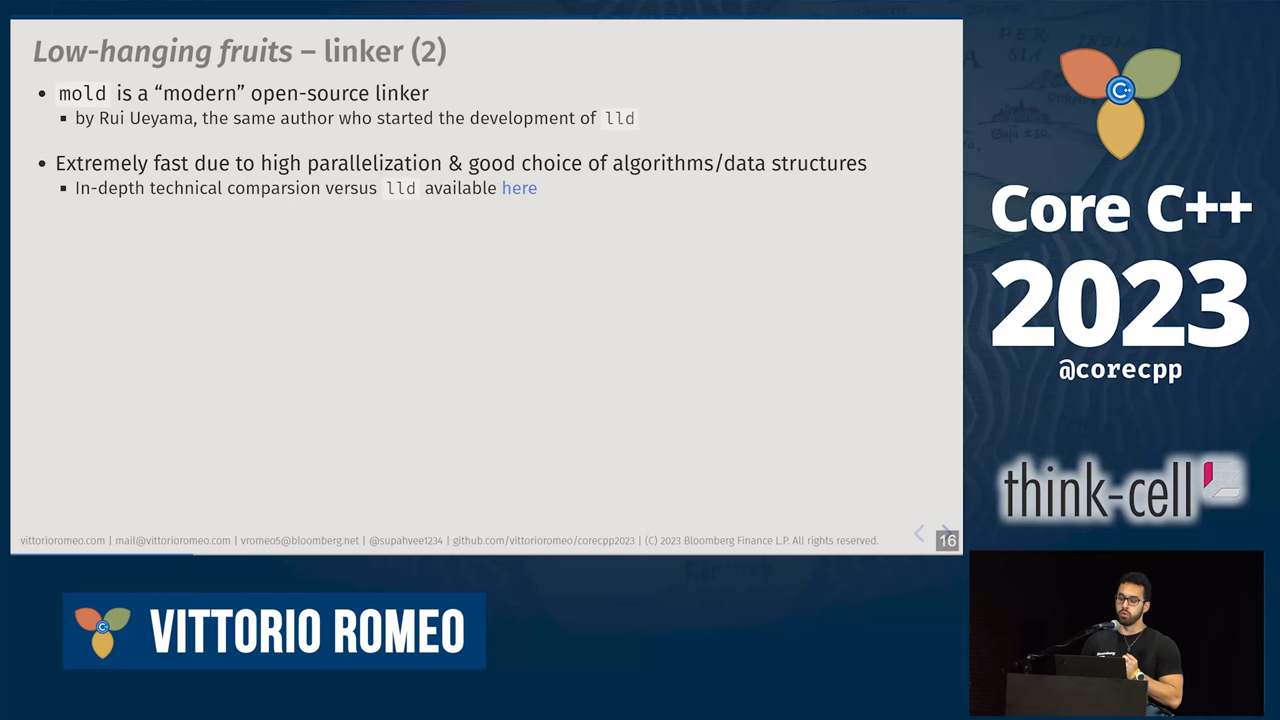 Low-hanging fruits – linker (2)
• mold is a “modern” open-source linker
▪ by Rui Ueyama, the same author who started the development of lld
• Extremely fast due to high parallelization & good choice of algorithms/data structures
▪ In-depth technical comparsion versus lld available here
vittorioromeo.com | mail@vittorioromeo.com | vromeo5@bloomberg.net | @supahvee1234 | github.com/vittorioromeo/corecpp2023 | (C) 2023 Bloomberg Finance L.P. All rights reserved.
16
C++
Core C++
2023
@corecpp
think-cell
C++
VITTORIO ROMEO
Bloomberg